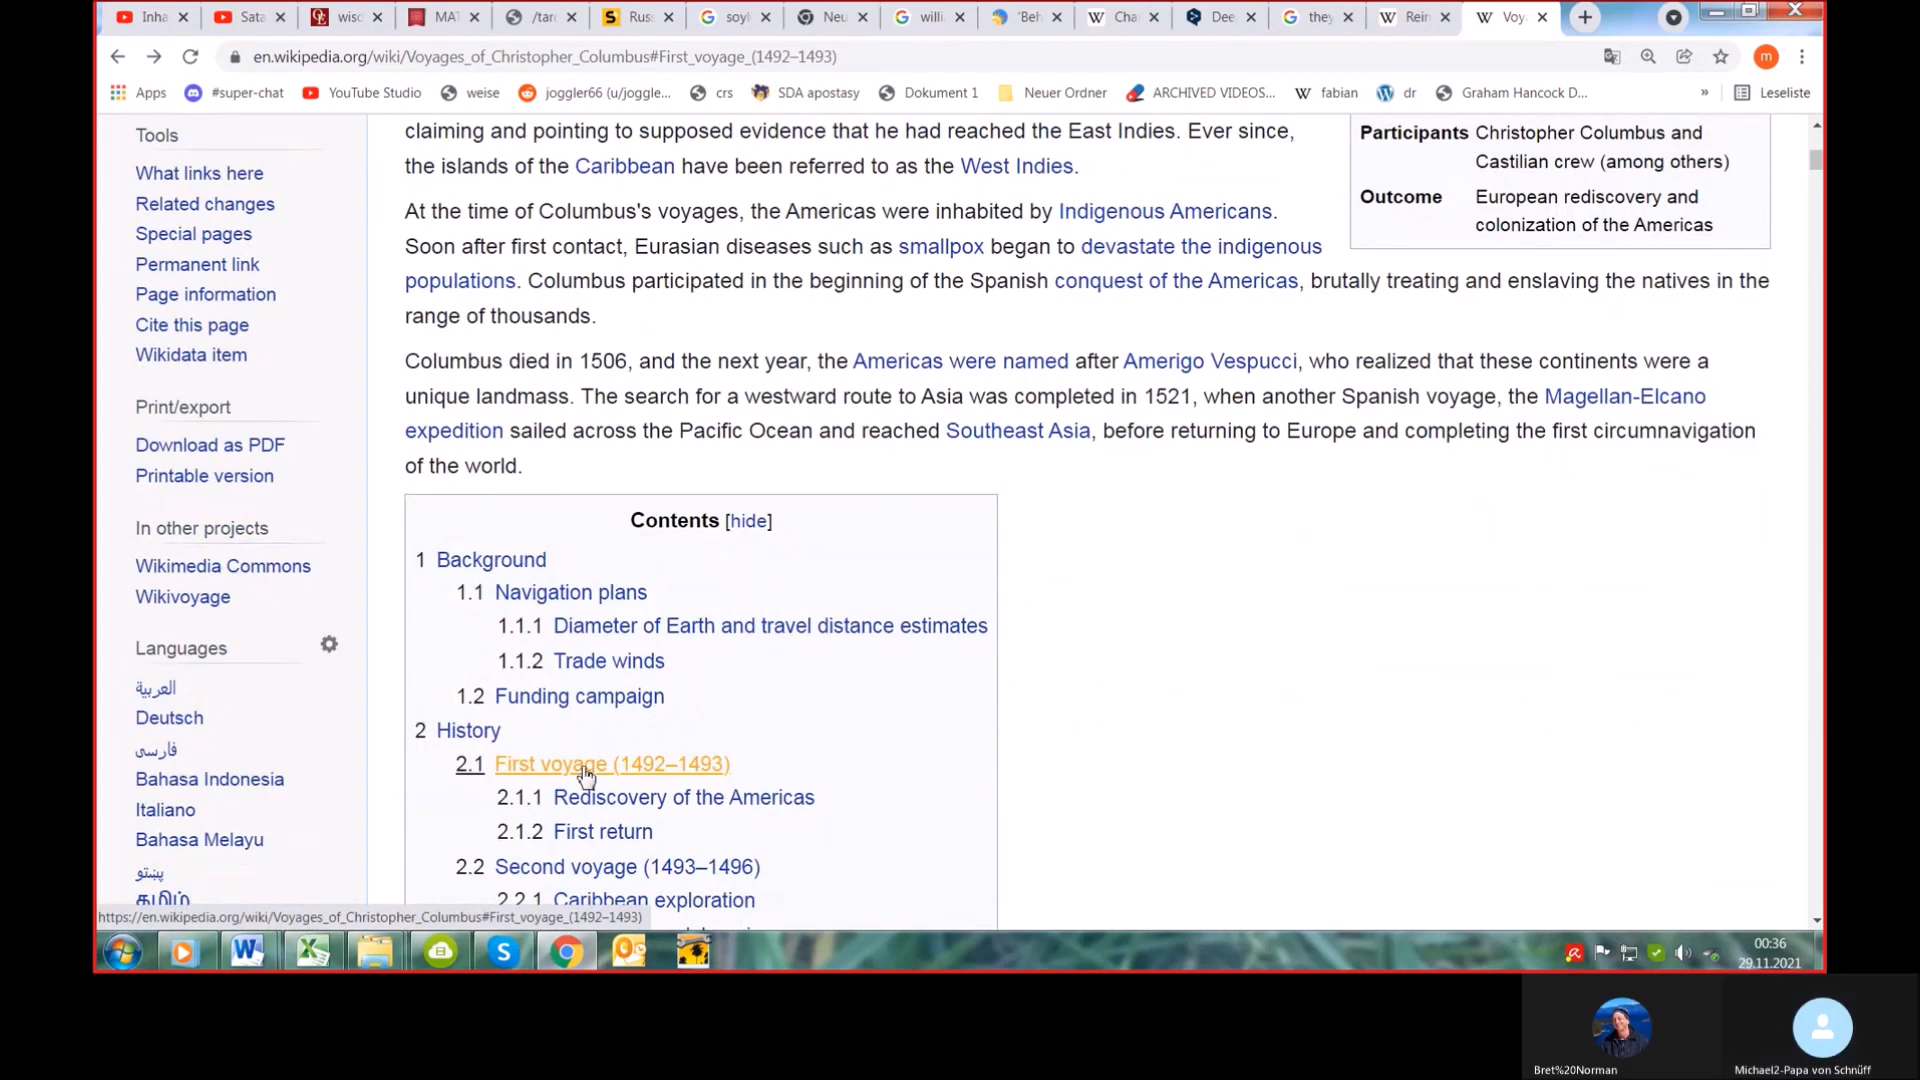 Inha
Sata
wisc
MAT
/tarc
Rus
soyl
Neu
willi
'Beh
Cha
Dee
they
Rein
Voy
en.wikipedia.org/wiki/Voyages_of_Christopher_Columbus#First_voyage_(1492–1493)
m
Apps
#super-chat
YouTube Studio
weise
joggler66 (u/joggle...
crs
SDA apostasy
Dokument 1
Neuer Ordner
ARCHIVED VIDEOS...
fabian
dr
Graham Hancock D...
»
Leseliste
Tools
What links here
Related changes
Special pages
Permanent link
Page information
Cite this page
Wikidata item
Print/export
Download as PDF
Printable version
In other projects
Wikimedia Commons
Wikivoyage
Languages
العربية
Deutsch
فارسی
Bahasa Indonesia
Italiano
Bahasa Melayu
پښتو
தமிழ்
claiming and pointing to supposed evidence that he had reached the East Indies. Ever since,
the islands of the Caribbean have been referred to as the West Indies.
At the time of Columbus's voyages, the Americas were inhabited by Indigenous Americans.
Soon after first contact, Eurasian diseases such as smallpox began to devastate the indigenous
populations. Columbus participated in the beginning of the Spanish conquest of the Americas, brutally treating and enslaving the natives in the
range of thousands.
Columbus died in 1506, and the next year, the Americas were named after Amerigo Vespucci, who realized that these continents were a
unique landmass. The search for a westward route to Asia was completed in 1521, when another Spanish voyage, the Magellan-Elcano
expedition sailed across the Pacific Ocean and reached Southeast Asia, before returning to Europe and completing the first circumnavigation
of the world.
Participants Christopher Columbus and
Castilian crew (among others)
Outcome European rediscovery and
colonization of the Americas
Contents [hide]
1 Background
1.1 Navigation plans
1.1.1 Diameter of Earth and travel distance estimates
1.1.2 Trade winds
1.2 Funding campaign
2 History
2.1 First voyage (1492–1493)
2.1.1 Rediscovery of the Americas
2.1.2 First return
2.2 Second voyage (1493–1496)
2.2.1 Caribbean exploration
https://en.wikipedia.org/wiki/Voyages_of_Christopher_Columbus#First_voyage_(1492–1493)
00:36
29.11.2021
Bret%20Norman
Michael2-Papa von Schnüff